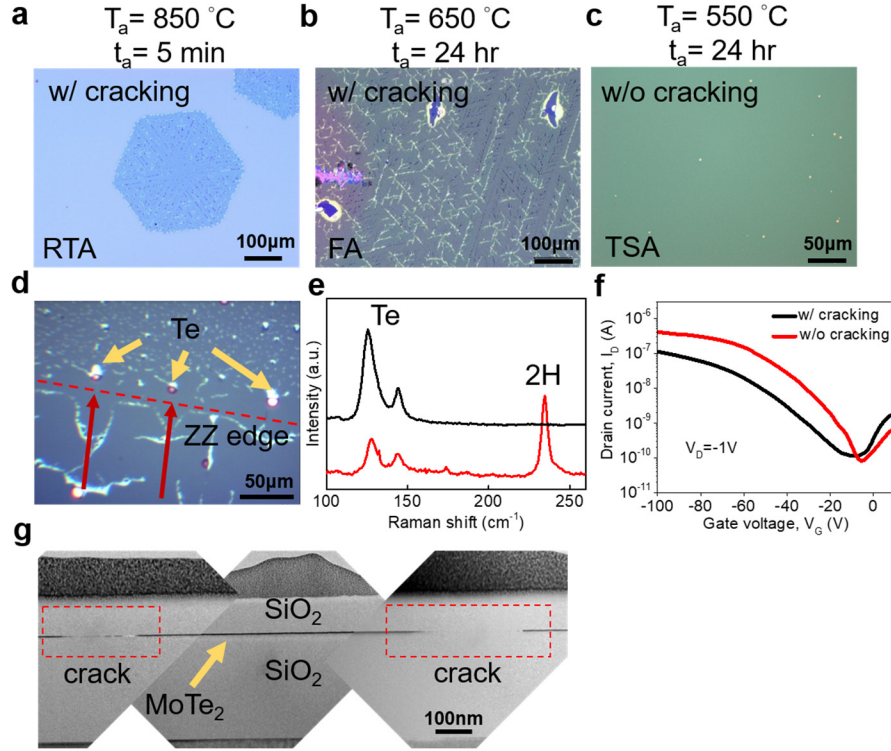 a
Tₐ= 850 °C
tₐ= 5 min
w/ cracking
RTA
100μm
b
Tₐ= 650 °C
tₐ= 24 hr
w/ cracking
FA
100μm
c
Tₐ= 550 °C
tₐ= 24 hr
w/o cracking
TSA
50μm
d
Te
ZZ edge
50μm
e
Te
2H
Intensity (a.u.)
100 150 200 250
Raman shift (cm⁻¹)
f
w/ cracking
w/o cracking
Drain current, I_D (A)
10⁻⁶
10⁻⁷
10⁻⁸
10⁻⁹
10⁻¹⁰
10⁻¹¹
V_D=-1V
-100 -80 -60 -40 -20 0
Gate voltage, V_G (V)
g
SiO₂
SiO₂
crack
crack
MoTe₂
100nm